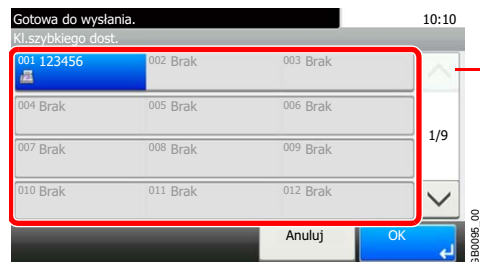 Gotowa do wysłania.
10:10
Kl.szybkiego dost.
001 123456
002 Brak
003 Brak
004 Brak
005 Brak
006 Brak
1/9
007 Brak
008 Brak
009 Brak
010 Brak
011 Brak
012 Brak
Anuluj
OK
GB0095_00